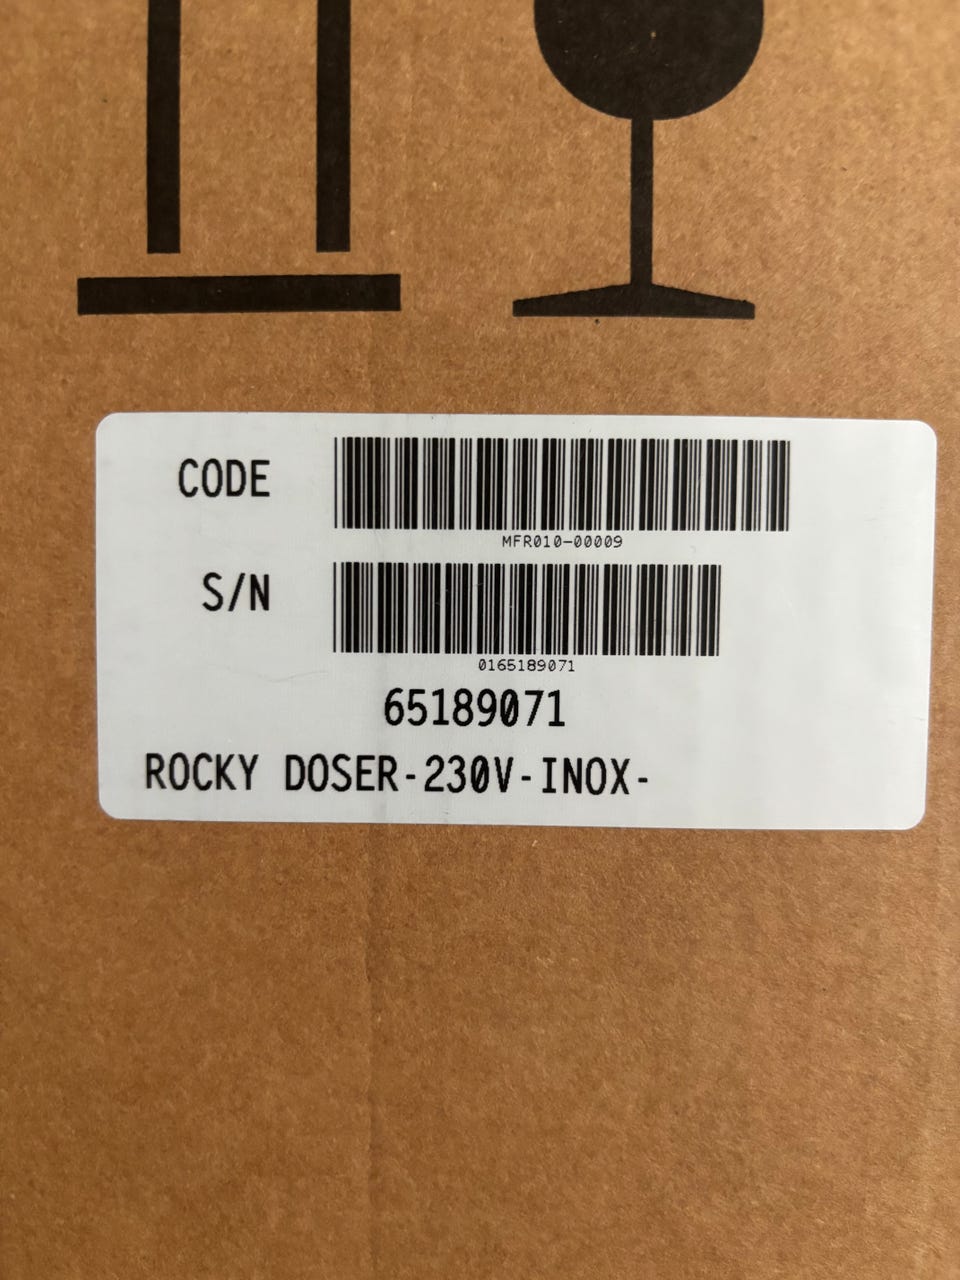 CODE
MFR010-00009
S/N
0165189071
65189071
ROCKY DOSER-230V-INOX-